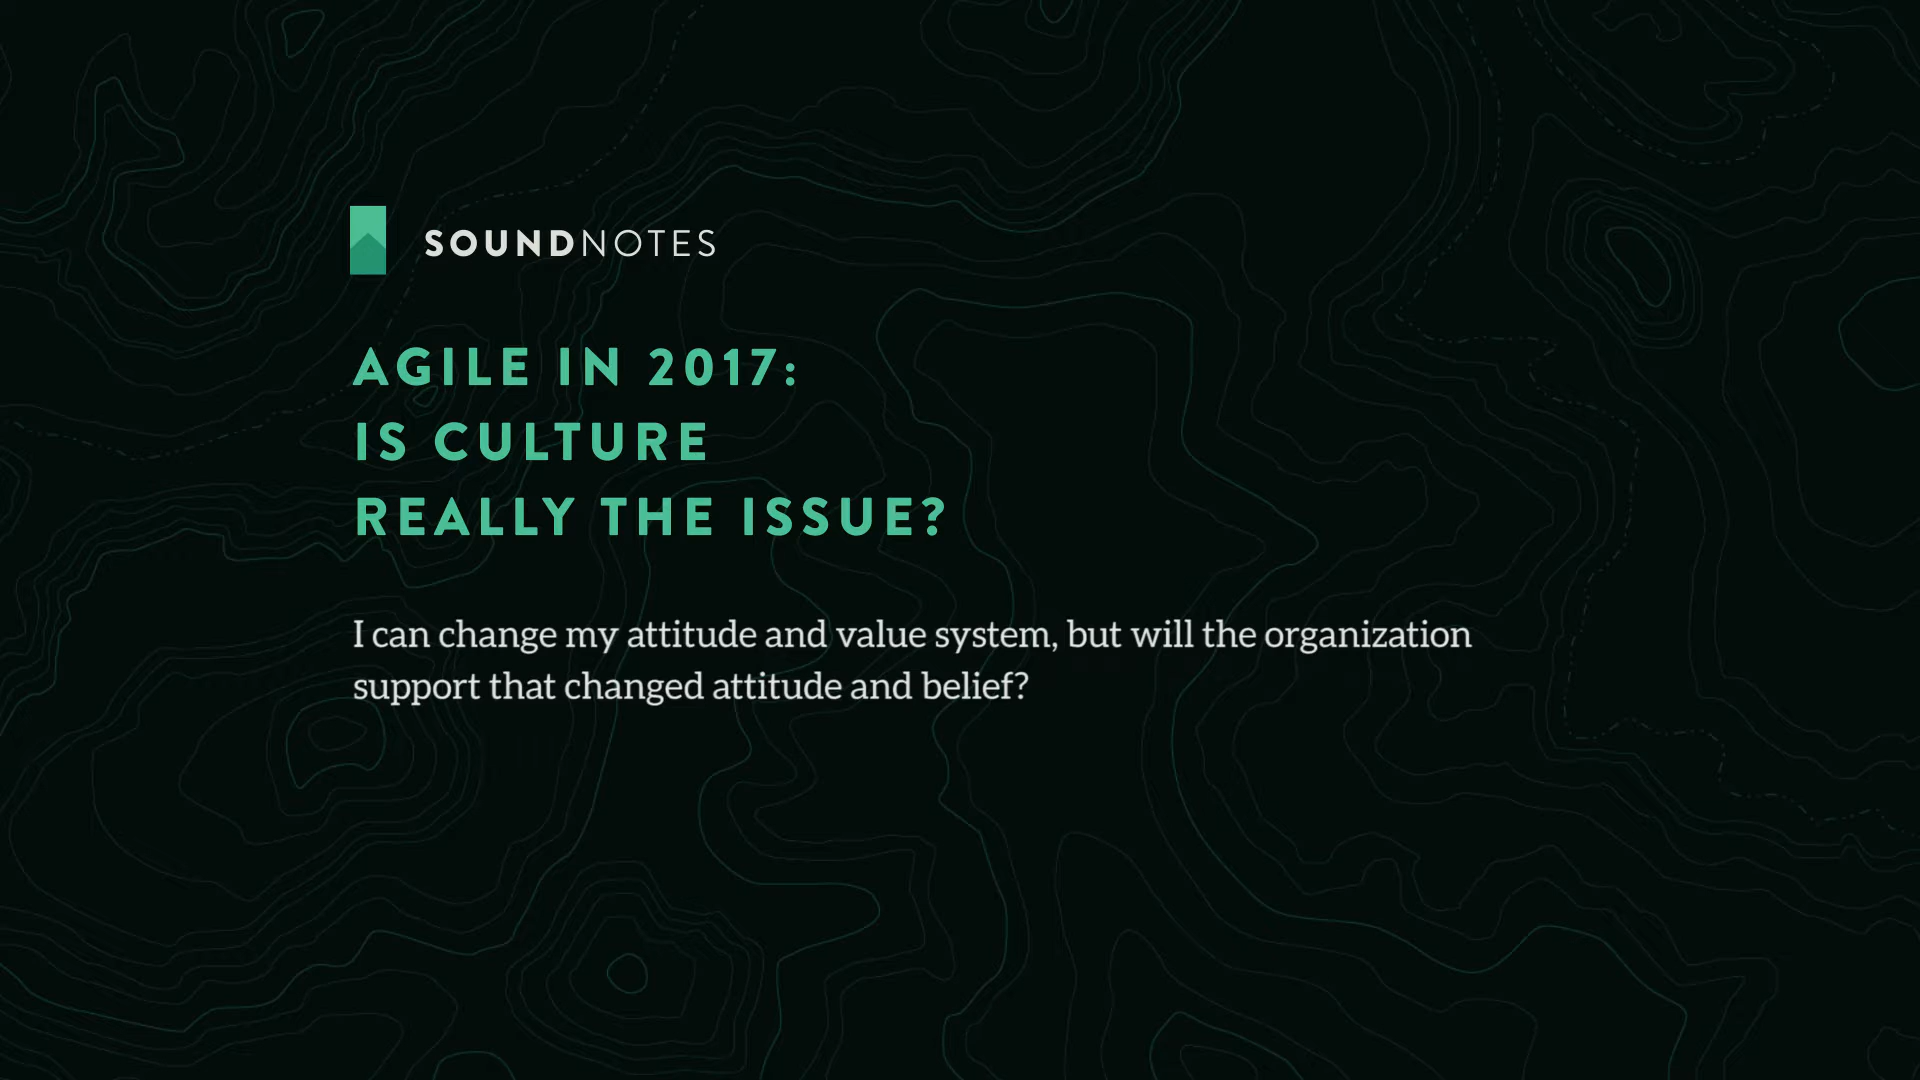 SOUNDNOTES
AGILE IN 2017:
IS CULTURE
REALLY THE ISSUE?
I can change my attitude and value system, but will the organization
support that changed attitude and belief?